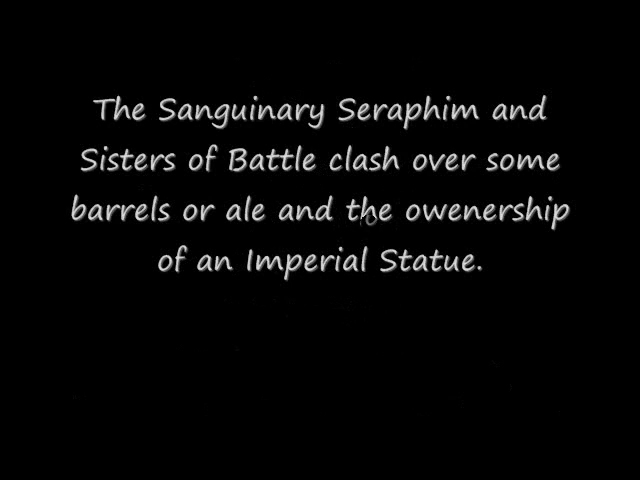 The Sanguinary Seraphim and
Sisters of Battle clash over some
barrels or ale and the owenership
of an Imperial Statue.